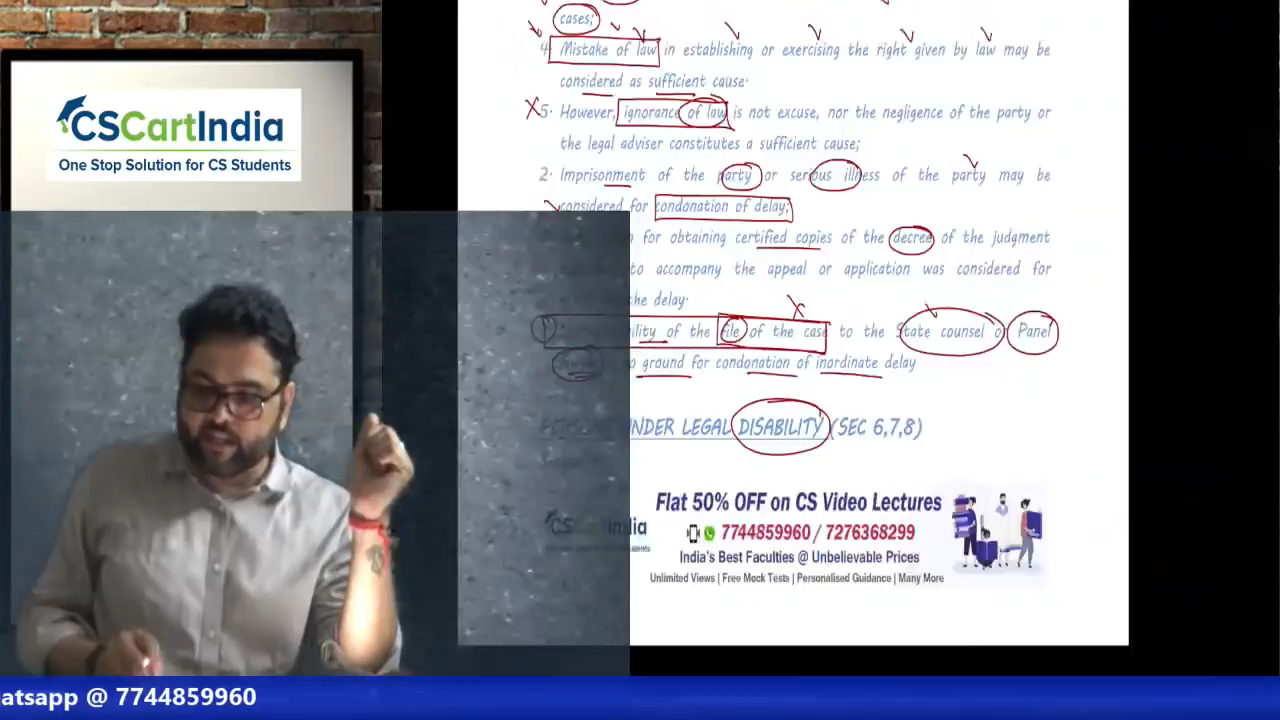 CSCartIndia
One Stop Solution for CS Students
cases;
4. Mistake of law in establishing or exercising the right given by law may be
considered as sufficient cause.
5. However, ignorance of law is not excuse, nor the negligence of the party or
the legal adviser constitutes a sufficient cause;
2. Imprisonment of the party or serious illness of the party may be
considered for condonation of delay;
for obtaining certified copies of the decree of the judgment
to accompany the appeal or application was considered for
the delay.
of the file of the case to the State counsel or Panel
ground for condonation of inordinate delay
UNDER LEGAL DISABILITY (SEC 6,7,8)
Flat 50% OFF on CS Video Lectures
CSCartIndia
7744859960 / 7276368299
India's Best Faculties @ Unbelievable Prices
Unlimited Views | Free Mock Tests | Personalised Guidance | Many More
atsapp @ 7744859960